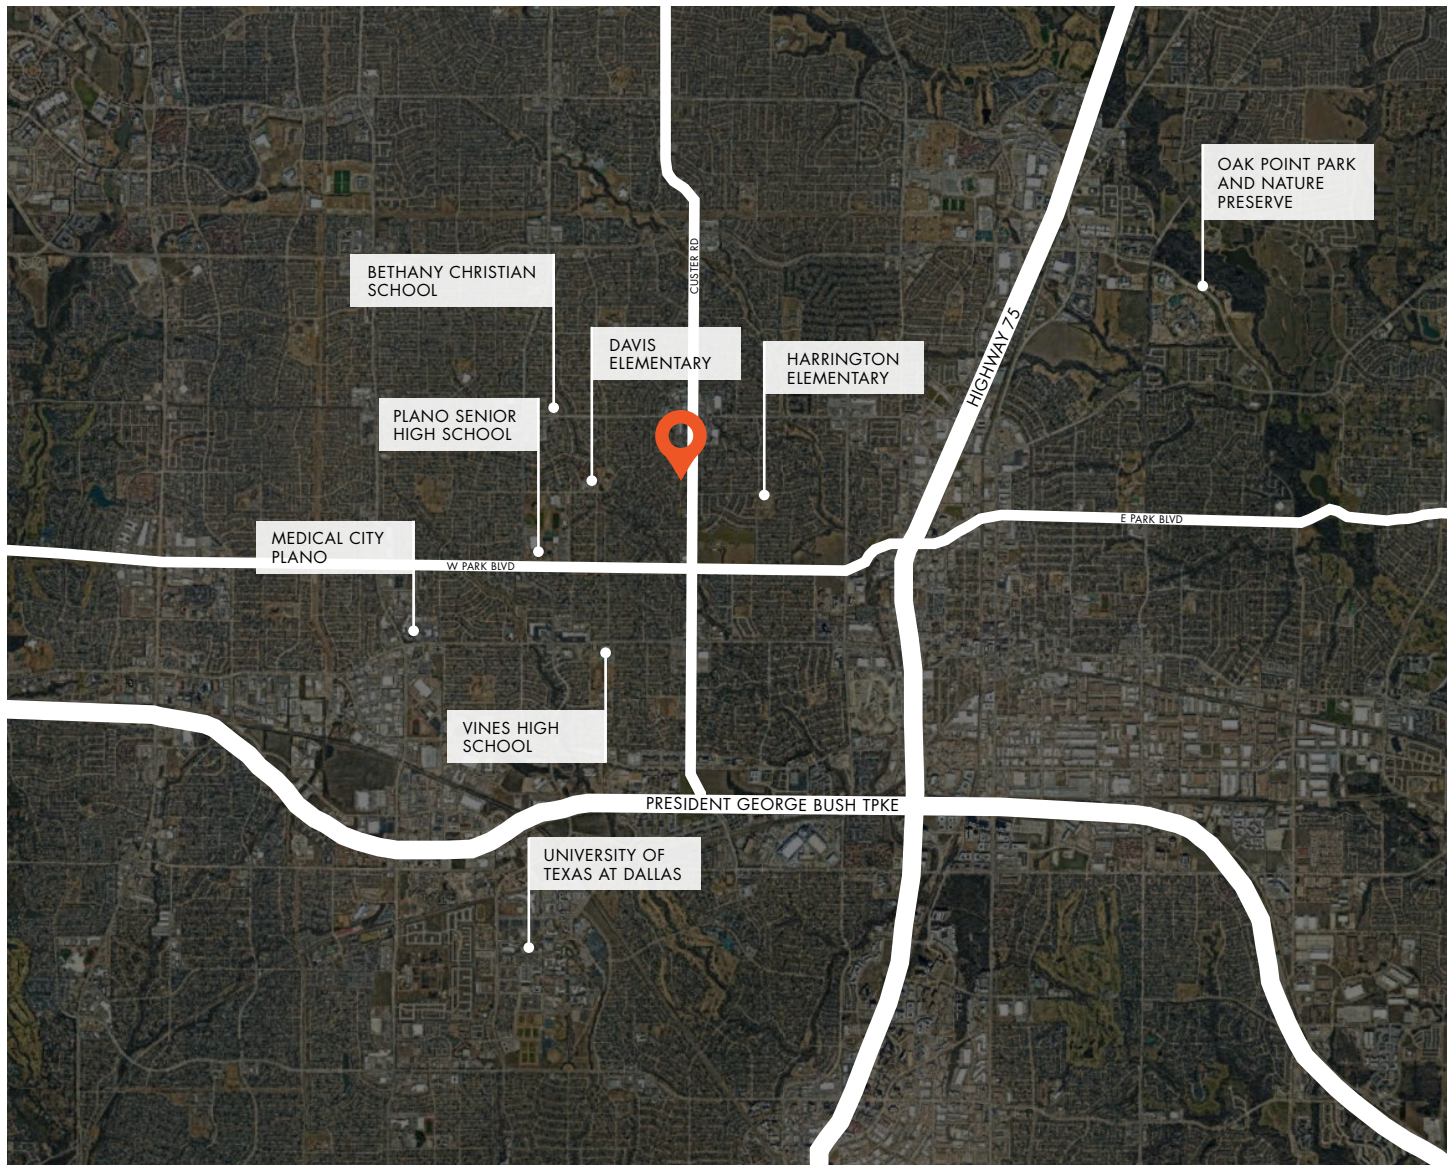 OAK POINT PARK
AND NATURE
PRESERVE
CUSTER RD
BETHANY CHRISTIAN
SCHOOL
HIGHWAY 75
DAVIS
ELEMENTARY
HARRINGTON
ELEMENTARY
PLANO SENIOR
HIGH SCHOOL
E PARK BLVD
MEDICAL CITY
PLANO
W PARK BLVD
VINES HIGH
SCHOOL
PRESIDENT GEORGE BUSH TPKE
UNIVERSITY OF
TEXAS AT DALLAS